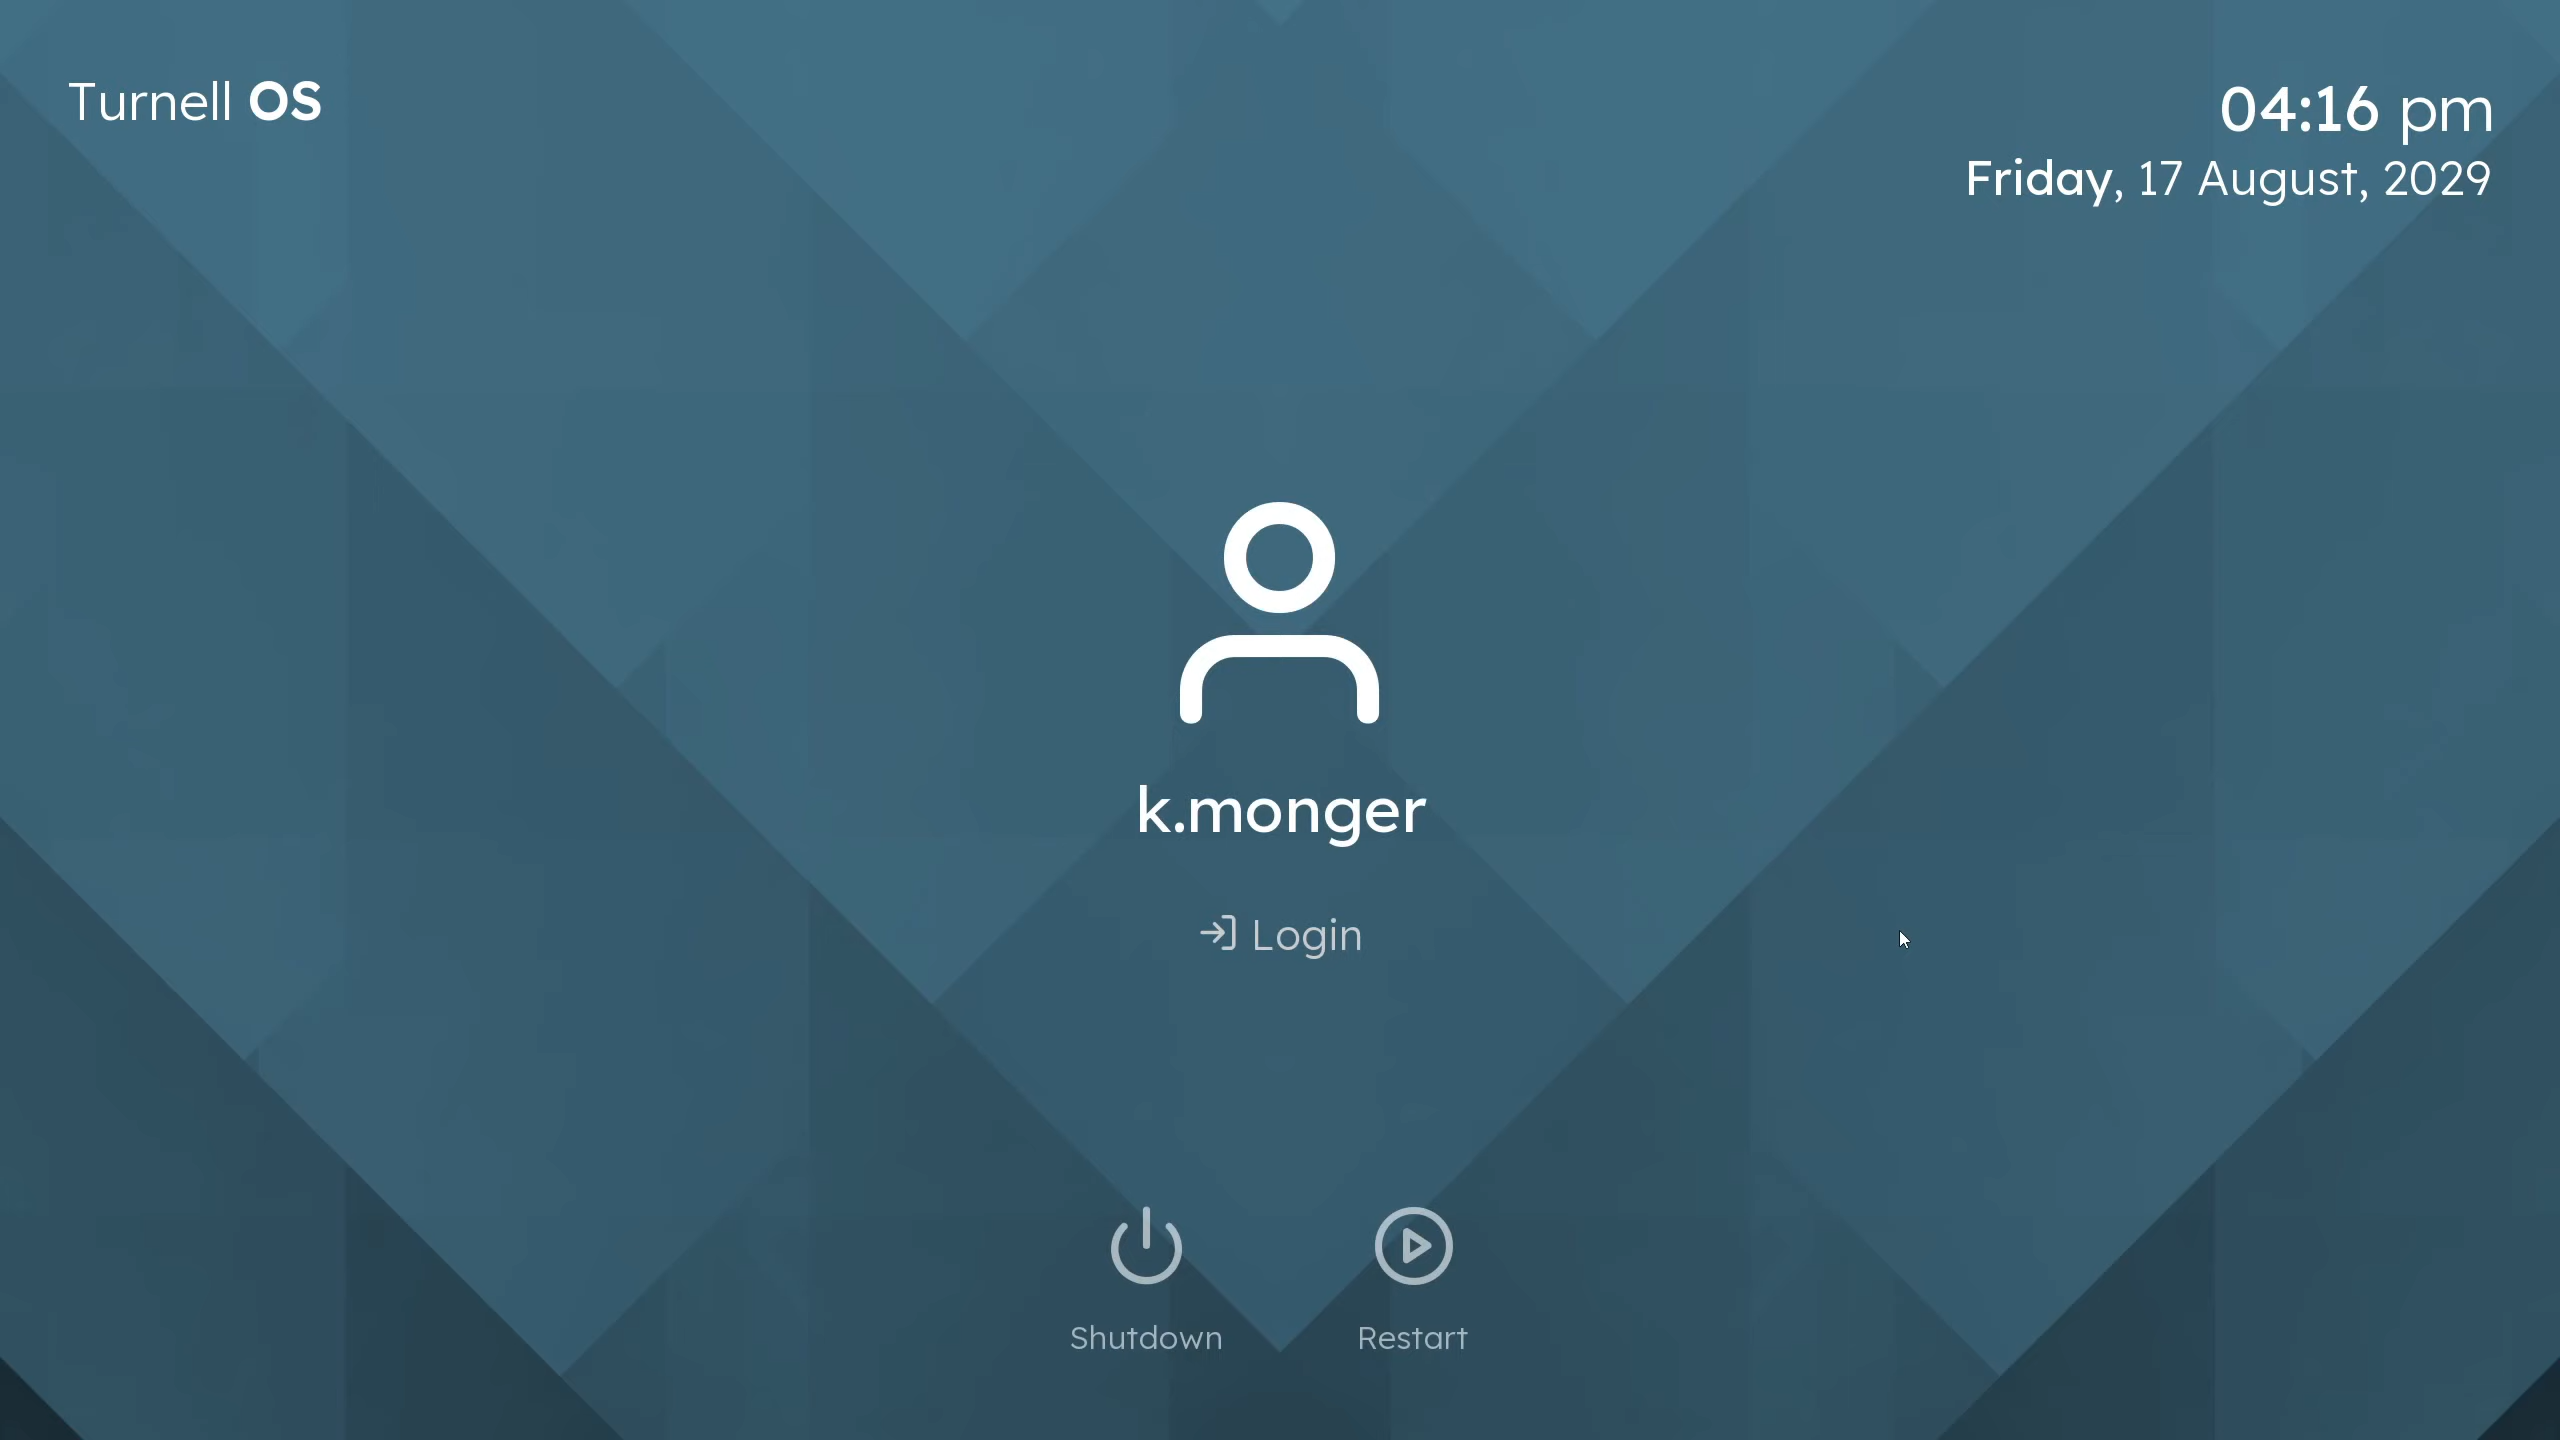 Turnell OS
04:16 pm
Friday, 17 August, 2029
k.monger
Login
Shutdown
Restart